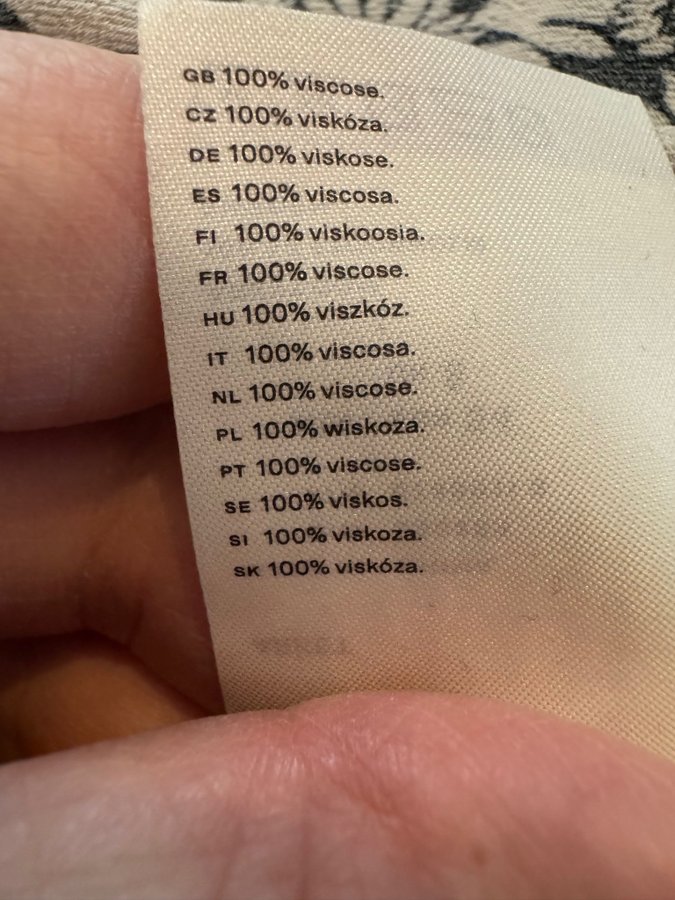 GB 100% viscose.
CZ 100% viskóza.
DE 100% viskose.
ES 100% viscosa.
FI 100% viskoosia.
FR 100% viscose.
HU 100% viszkóz.
IT 100% viscosa.
NL 100% viscose.
PL 100% wiskoza.
PT 100% viscose.
SE 100% viskos.
SI 100% viskoza.
SK 100% viskóza.